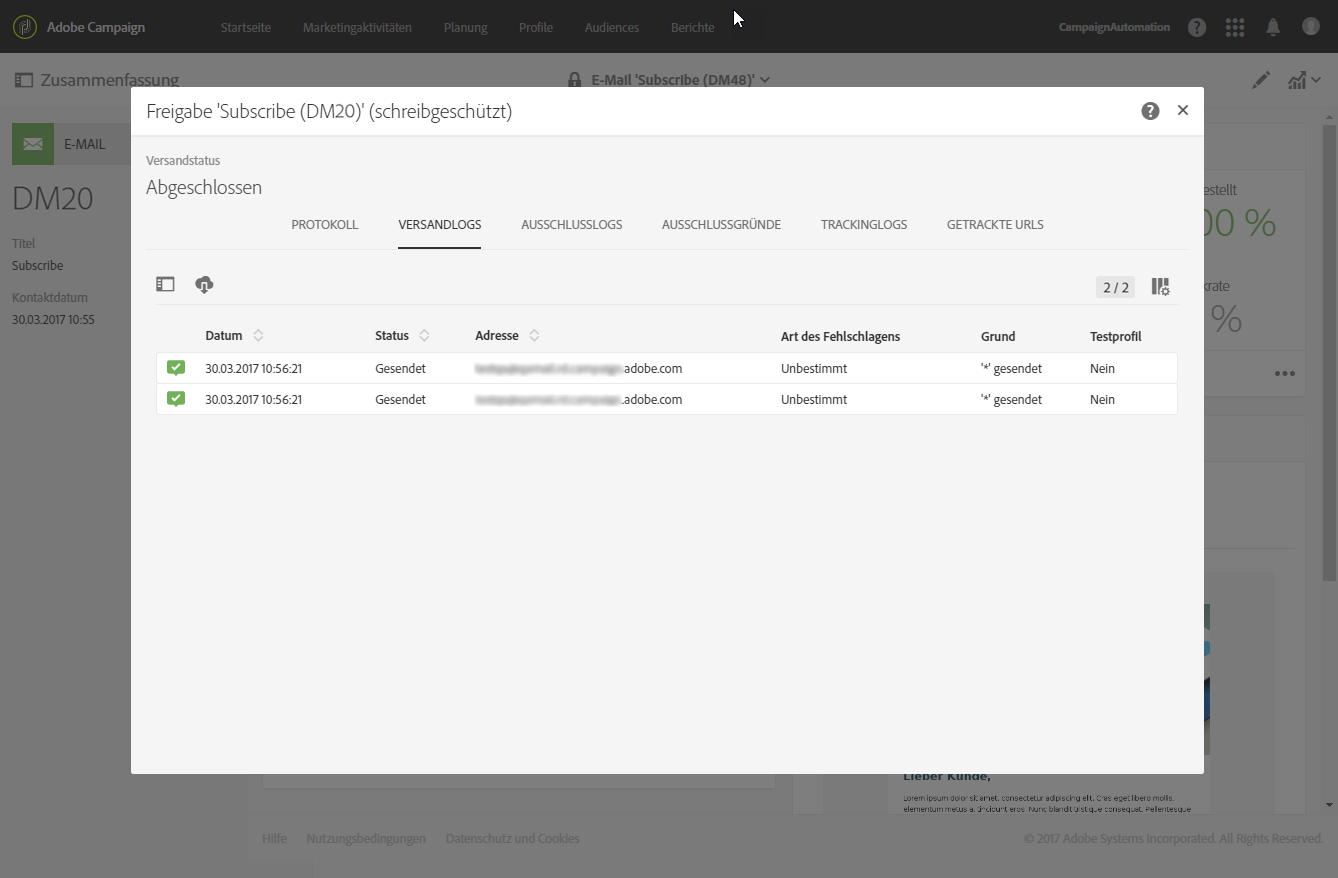 Adobe Campaign Startseite Marketingaktivitäten Planung Profile Audiences Berichte CampaignAutomation
Zusammenfassung E-Mail 'Subscribe (DM48)'
Freigabe 'Subscribe (DM20)' (schreibgeschützt)
E-MAIL
DM20
Titel
Subscribe
Kontaktdatum
30.03.2017 10:55
Versandstatus
Abgeschlossen
PROTOKOLL VERSANDLOGS AUSSCHLUSSLOGS AUSSCHLUSSGRÜNDE TRACKINGLOGS GETRACKTE URLS
2 / 2
Datum Status Adresse Art des Fehlschlagens Grund Testprofil
30.03.2017 10:56:21 Gesendet .adobe.com Unbestimmt '*' gesendet Nein
30.03.2017 10:56:21 Gesendet .adobe.com Unbestimmt '*' gesendet Nein
estellt
00 %
krate
%
Lieber Kunde,
Lorem ipsum dolor sit amet, consectetur adipiscing elit. Cras eget libero mollis,
elementum metus a, tincidunt eros. Nunc blandit tristique consequat. Pellentesque
Hilfe Nutzungsbedingungen Datenschutz und Cookies © 2017 Adobe Systems Incorporated. All Rights Reserved.